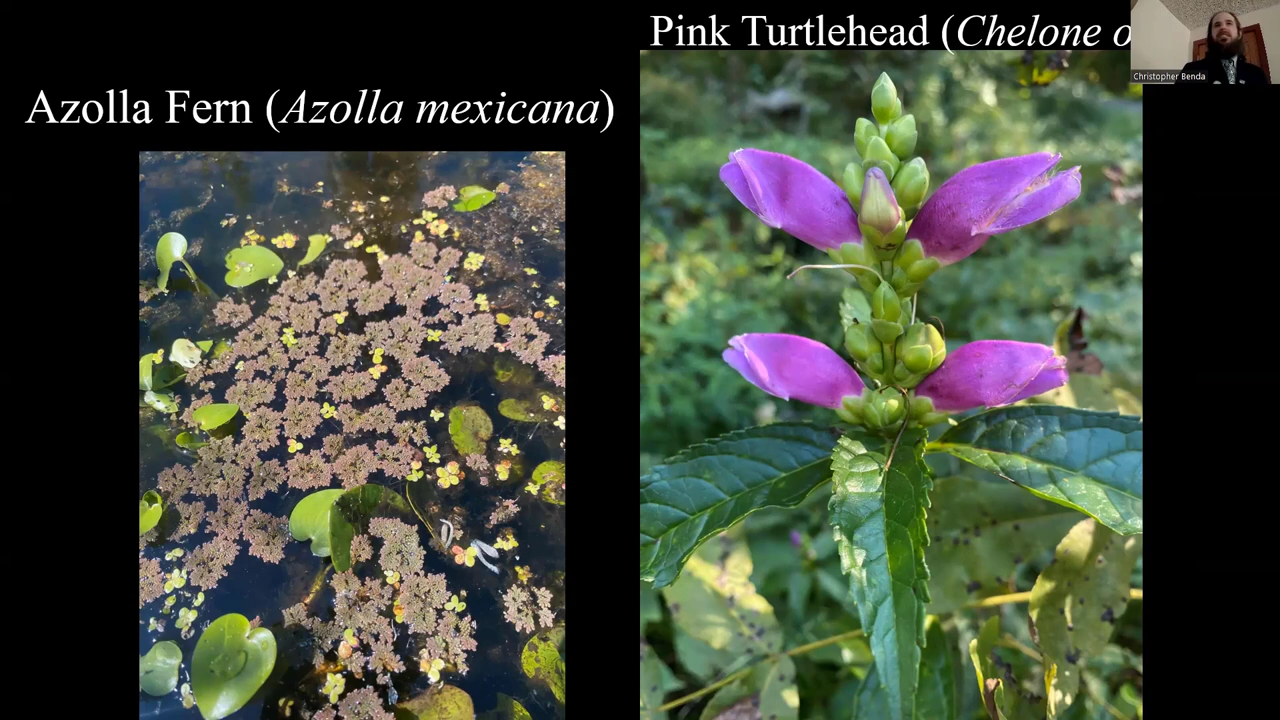 Pink Turtlehead (Chelone o
Christopher Benda
Azolla Fern (Azolla mexicana)